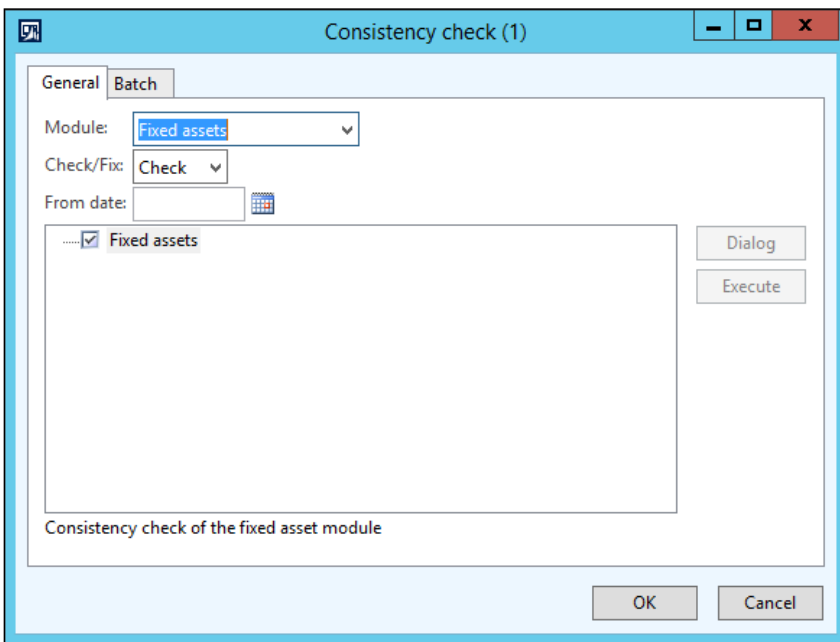 Consistency check (1)
General Batch
Module: Fixed assets
Check/Fix: Check
From date:
Fixed assets
Dialog
Execute
Consistency check of the fixed asset module
OK Cancel